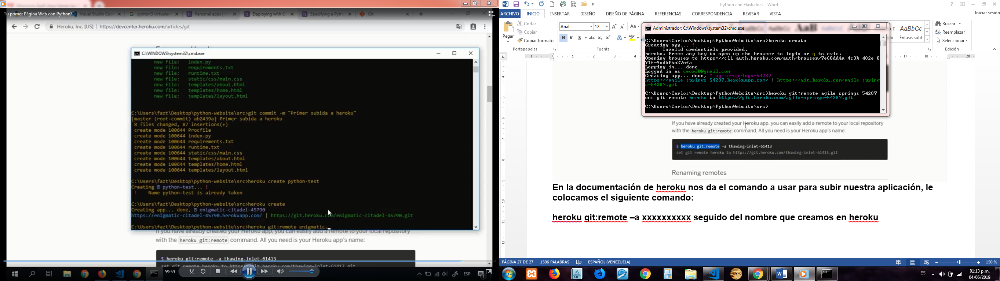 Tu primer Página Web con Python3
Visual Studio Cod
python3 virtualen
Personal apps | H
Deploying with G
Specifying a Pyth
Git
Heroku, Inc. [US] | https://devcenter.heroku.com/articles/git
C:\WINDOWS\system32\cmd.exe
new file: index.py
new file: requirements.txt
new file: runtime.txt
new file: static/css/main.css
new file: templates/about.html
new file: templates/home.html
new file: templates/layout.html
C:\Users\fazt\Desktop\python-website\src>git commit -m "Primer subida a heroku"
[master (root-commit) ab2439a] Primer subida a heroku
8 files changed, 87 insertions(+)
create mode 100644 Procfile
create mode 100644 index.py
create mode 100644 requirements.txt
create mode 100644 runtime.txt
create mode 100644 static/css/main.css
create mode 100644 templates/about.html
create mode 100644 templates/home.html
create mode 100644 templates/layout.html
C:\Users\fazt\Desktop\python-website\src>heroku create python-test
Creating python-test... !
! Name python-test is already taken
C:\Users\fazt\Desktop\python-website\src>heroku create
Creating app... done, enigmatic-citadel-45790
https://enigmatic-citadel-45790.herokuapp.com/ | https://git.heroku.com/enigmatic-citadel-45790.git
C:\Users\fazt\Desktop\python-website\src>heroku git:remote enigmatic-
If you have already created your Heroku app, you can easily add a remote to your local repository
with the heroku git:remote command. All you need is your Heroku app's name:
$ heroku git:remote -a thawing-inlet-61413
set git remote heroku to https://git.heroku.com/thawing-inlet-61413.git
59:59
ESP
Python con Flask.docx - Word
Iniciar sesión
ARCHIVO INICIO INSERTAR DISEÑO DISEÑO DE PÁGINA REFERENCIAS CORRESPONDENCIA REVISAR VISTA
Pegar
Cortar
Copiar
Copiar formato
Portapapeles
Arial 12
Aa
N K S abc x₂ x²
Fuente
AaBbCc
Énfasis sutil
Buscar
Reemplazar
Seleccionar
Edición
Administrador: C:\Windows\system32\cmd.exe
C:\Users\Carlos\Desktop\PythonWebsite\src>heroku create
Creating app... !
! Invalid credentials provided.
heroku: Press any key to open up the browser to login or q to exit:
Opening browser to https://cli-auth.heroku.com/auth/browser/7e68dd4a-4c3b-482e-8
91f-9ed5f5e27efa
Logging in... done
Logged in as ceor30@gmail.com
Creating app... done, ? agile-springs-54287
https://agile-springs-54287.herokuapp.com/ | https://git.heroku.com/agile-spring
s-54287.git
C:\Users\Carlos\Desktop\PythonWebsite\src>heroku git:remote agile-springs-54287
set git remote heroku to https://git.heroku.com/agile-springs-54287.git
C:\Users\Carlos\Desktop\PythonWebsite\src>
If you have already created your Heroku app, you can easily add a remote to your local repository
with the heroku git:remote command. All you need is your Heroku app's name:
$ heroku git:remote -a thawing-inlet-61413
set git remote heroku to https://git.heroku.com/thawing-inlet-61413.git
Renaming remotes
En la documentación de heroku nos da el comando a usar para subir nuestra aplicación, le
colocamos el siguiente comando:
heroku git:remote –a xxxxxxxxxx seguido del nombre que creamos en heroku
PÁGINA 27 DE 27 1506 PALABRAS ESPAÑOL (VENEZUELA) 150 %
ES
01:13 p.m.
04/06/2019